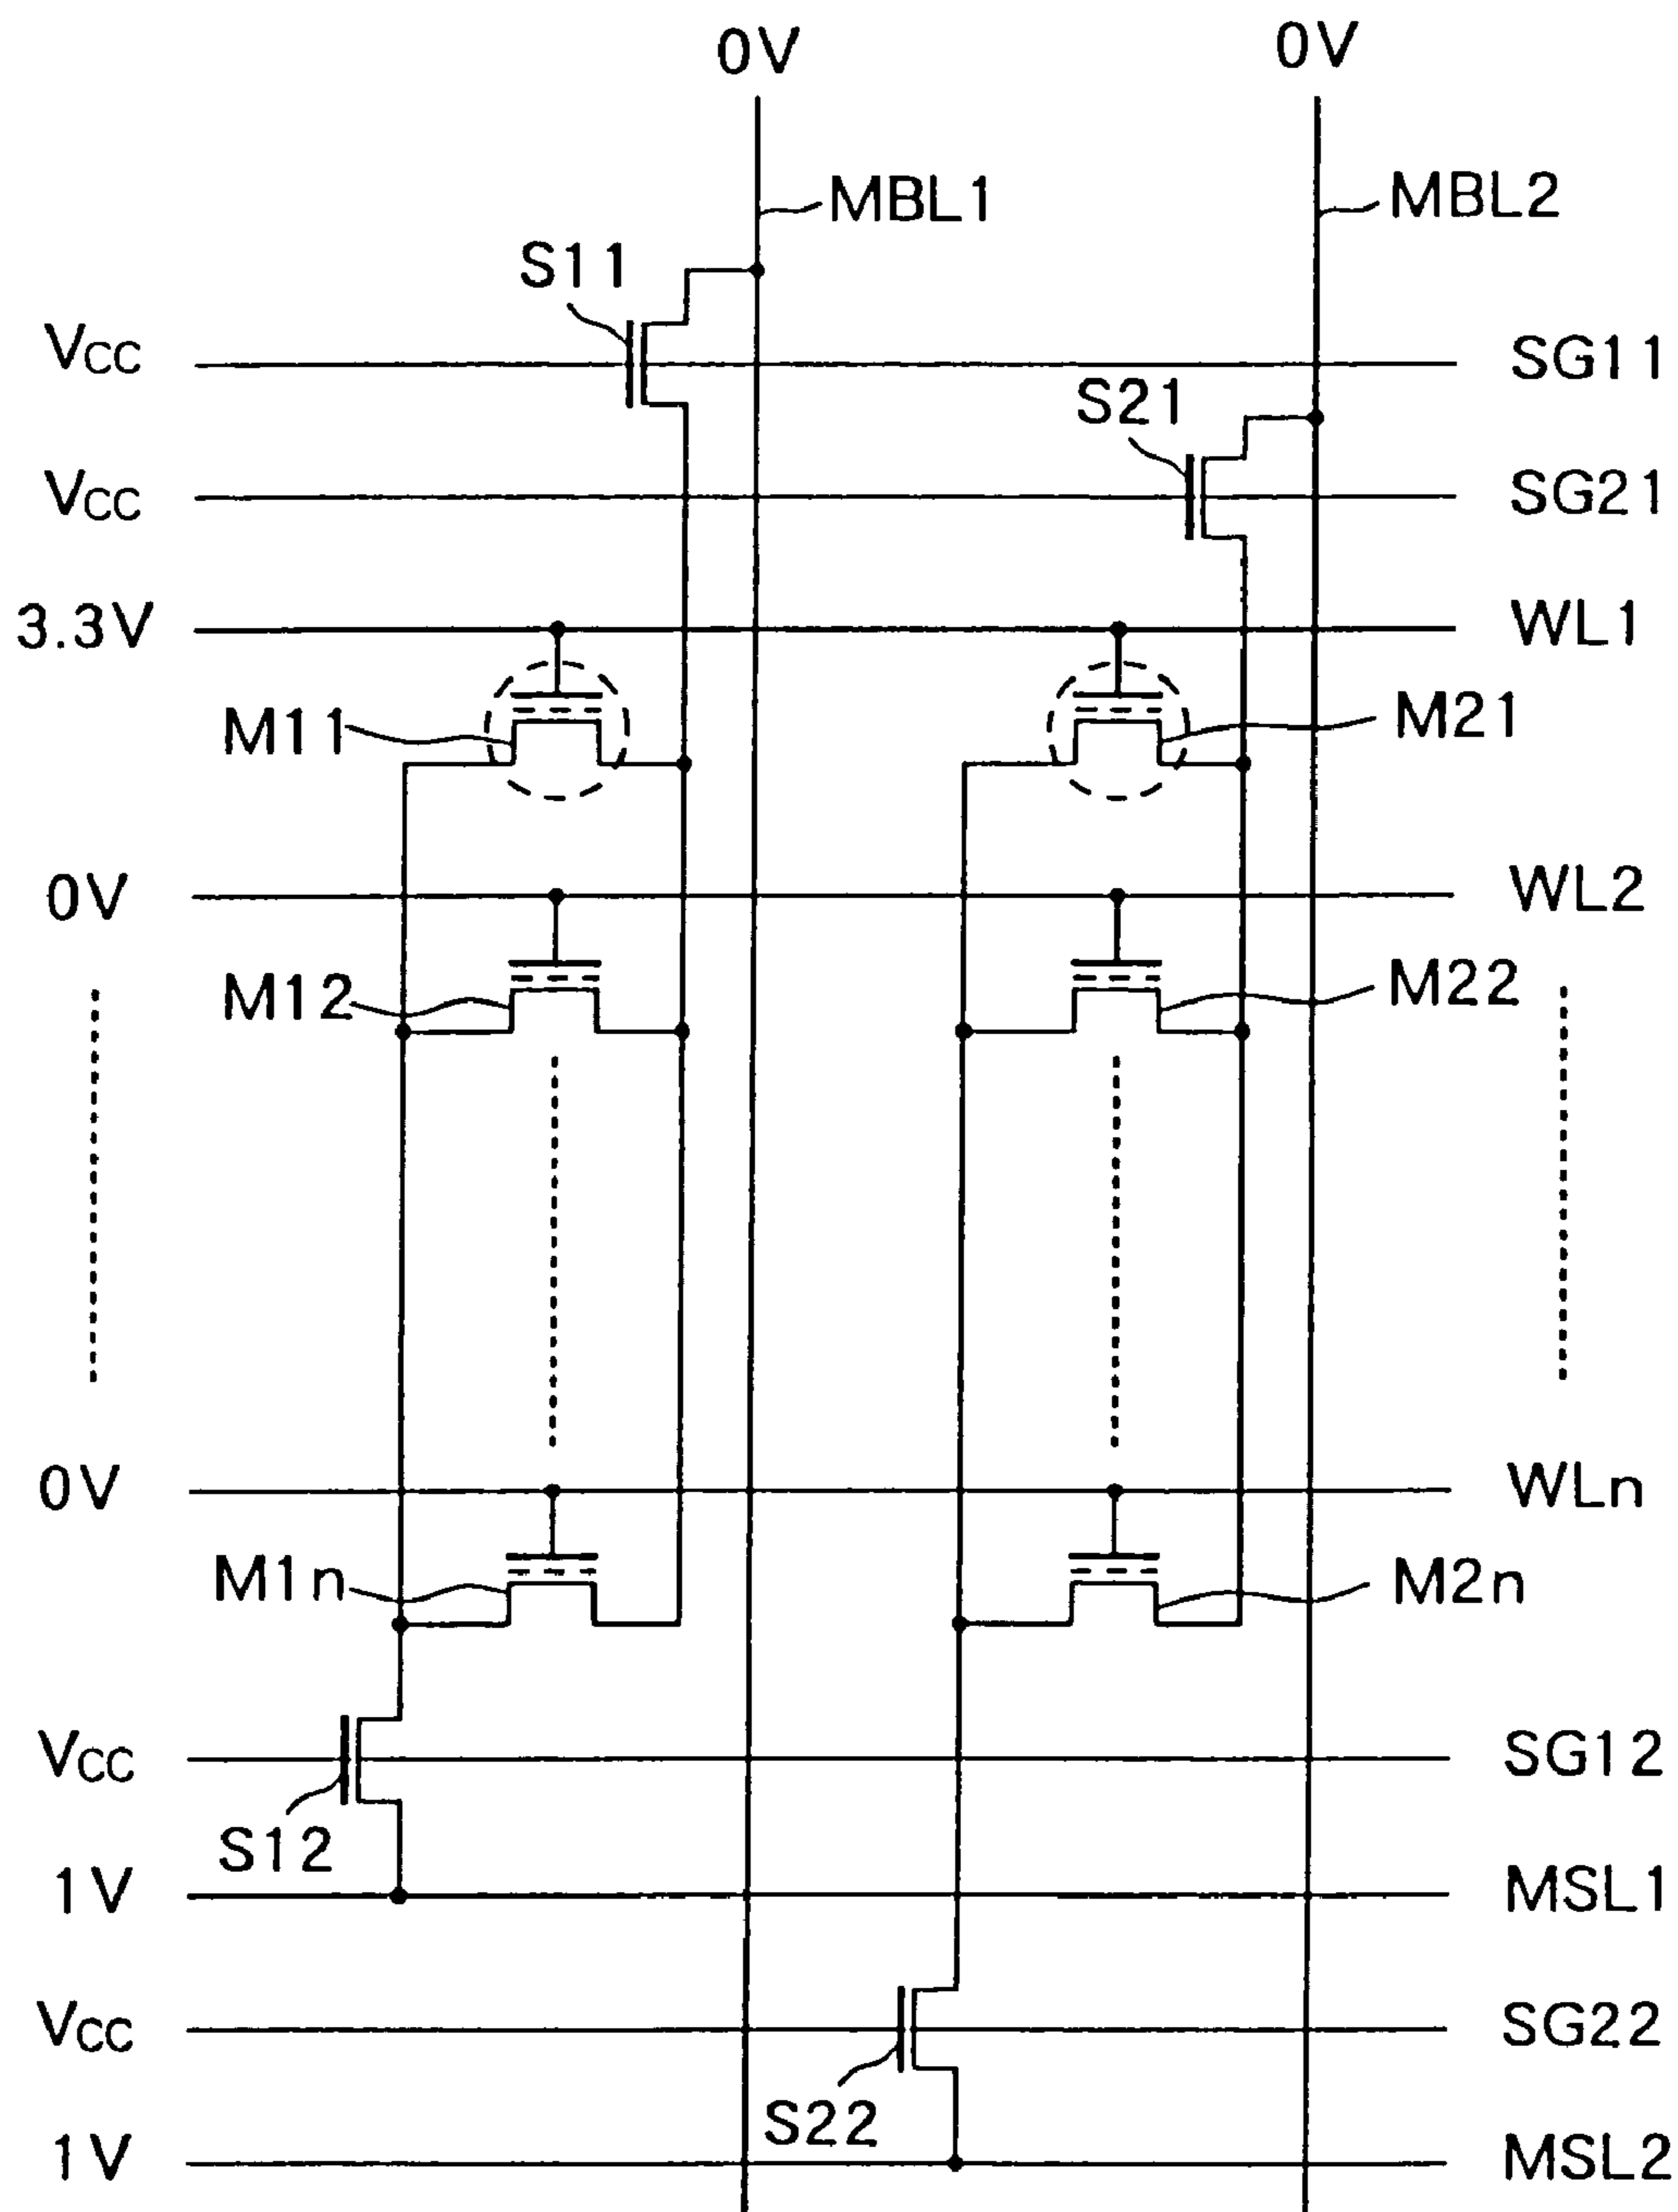 0V 0V
MBL1 MBL2
S11
VCC SG11
S21
VCC SG21
3.3V WL1
M11 M21
0V WL2
M12 M22
0V WLn
M1n M2n
VCC SG12
S12
1V MSL1
VCC SG22
S22
1V MSL2